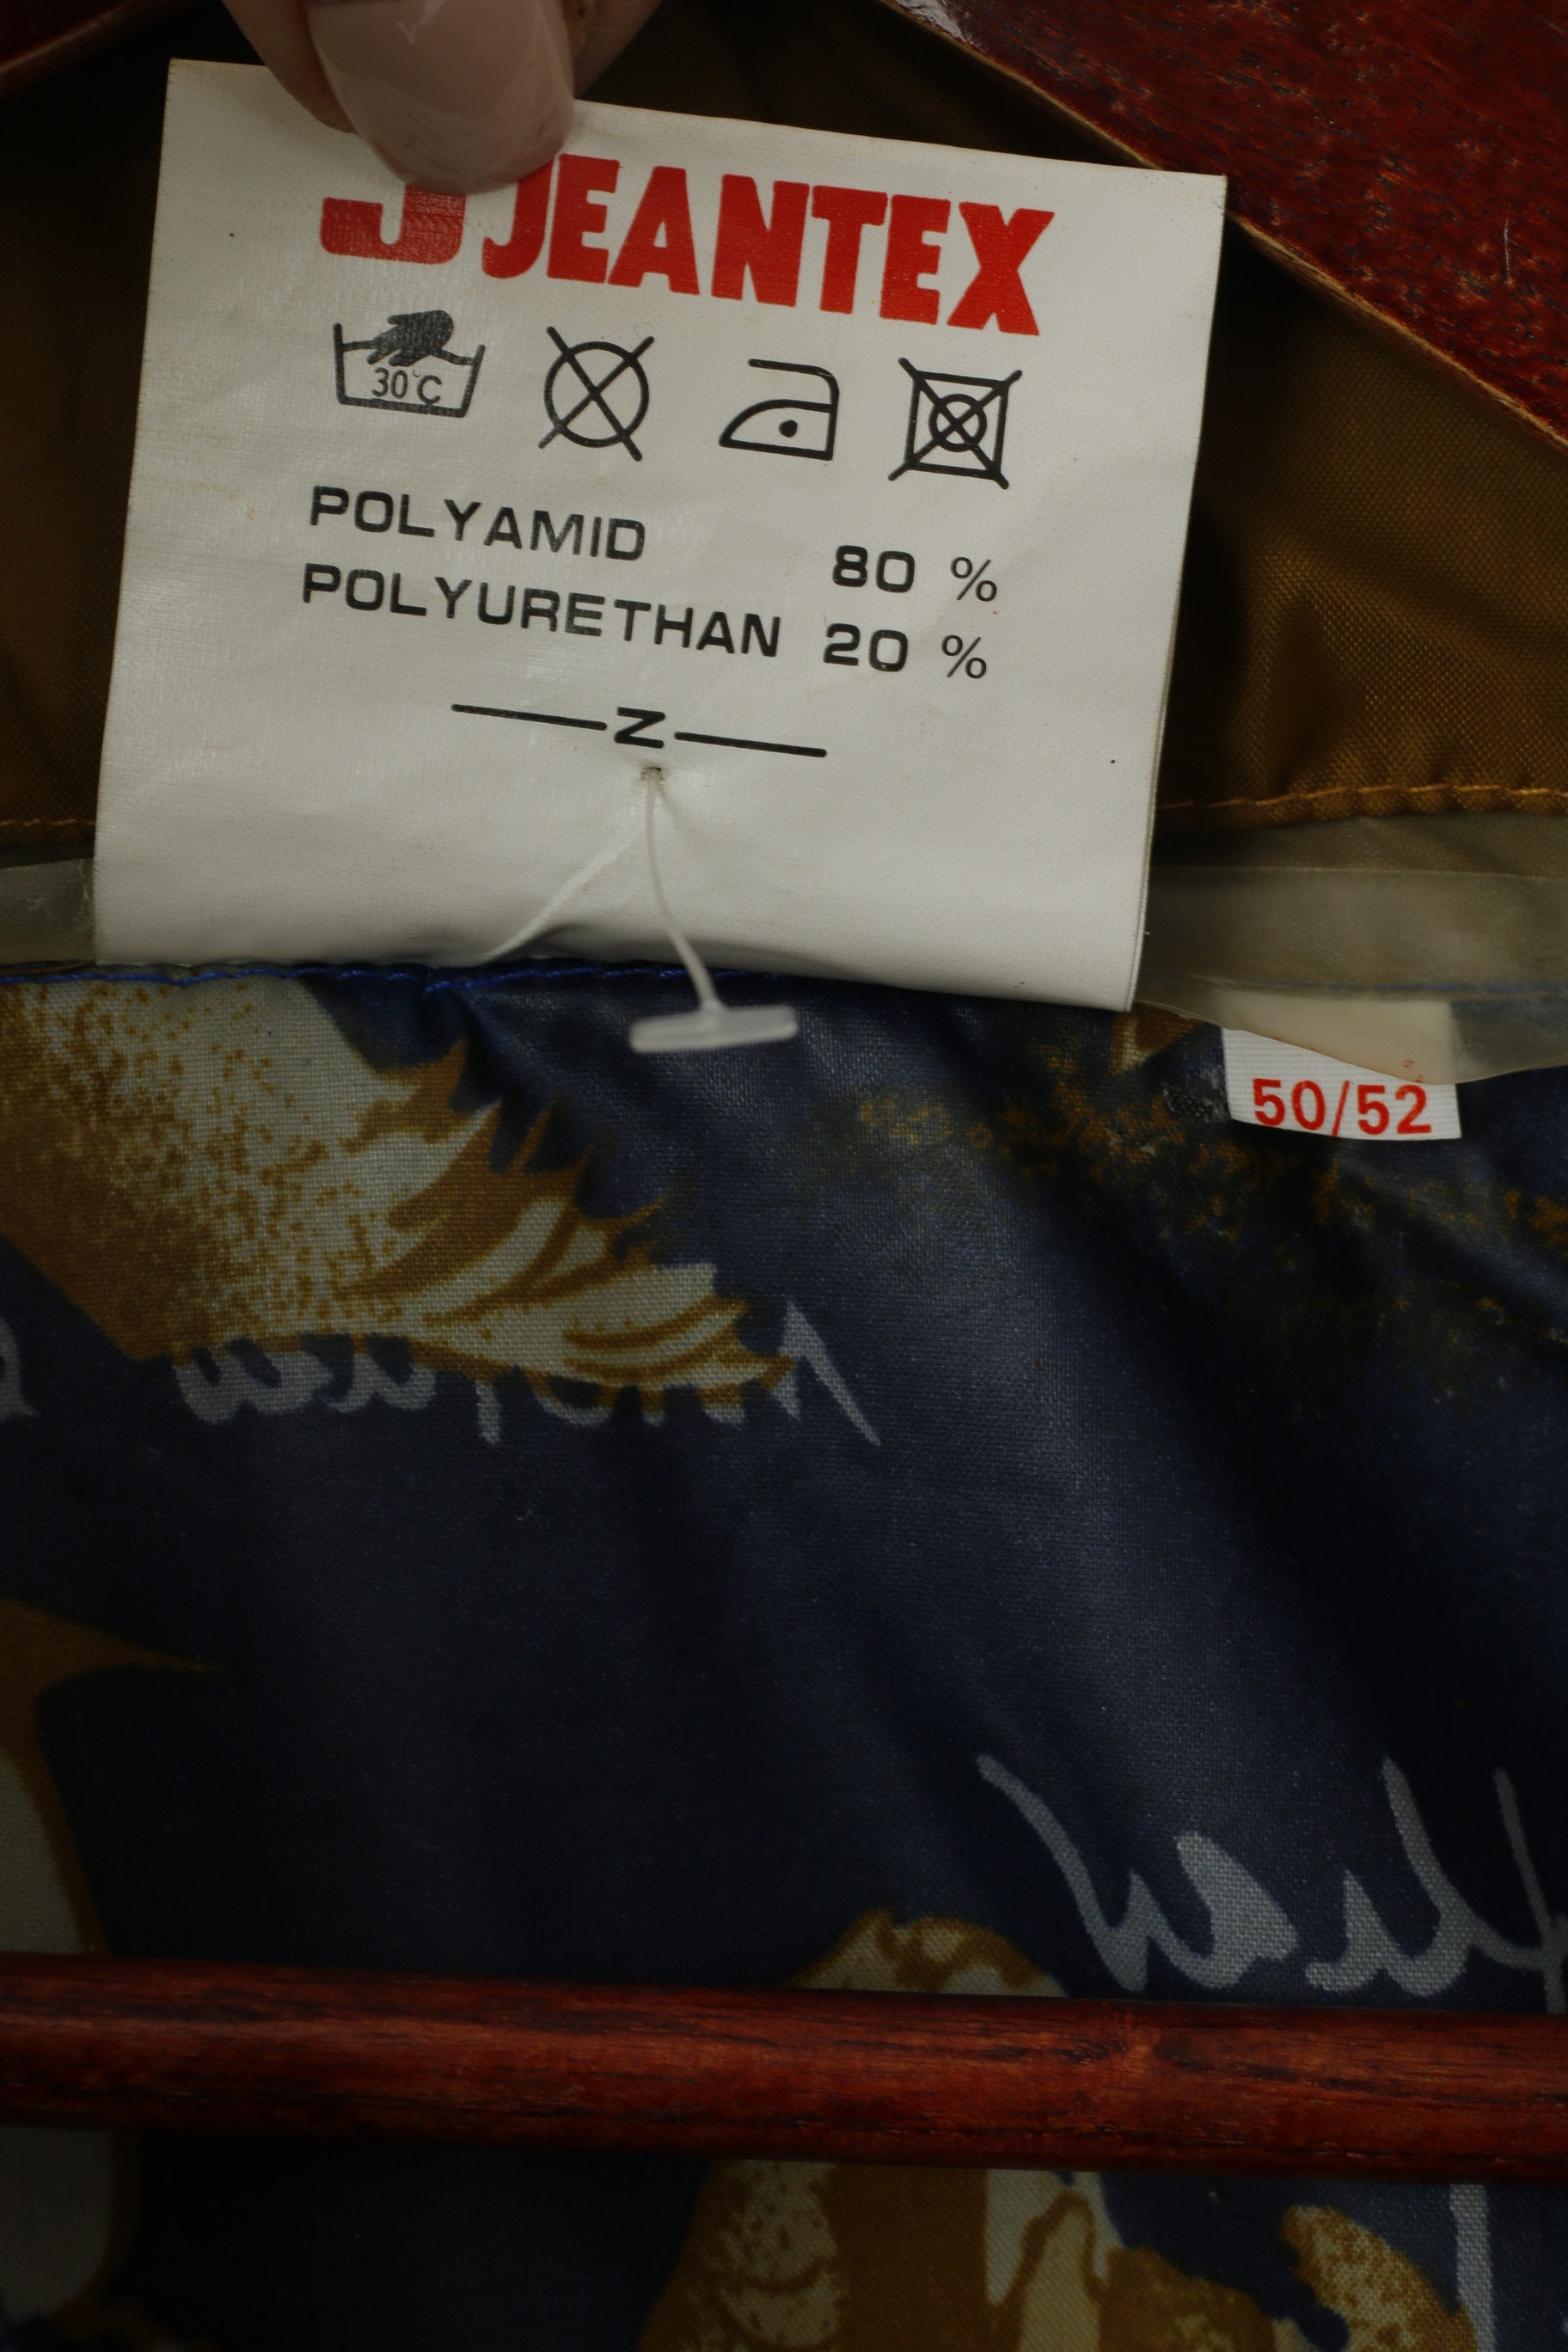 JEANTEX
30°C
POLYAMID 80 %
POLYURETHAN 20 %
Z
50/52